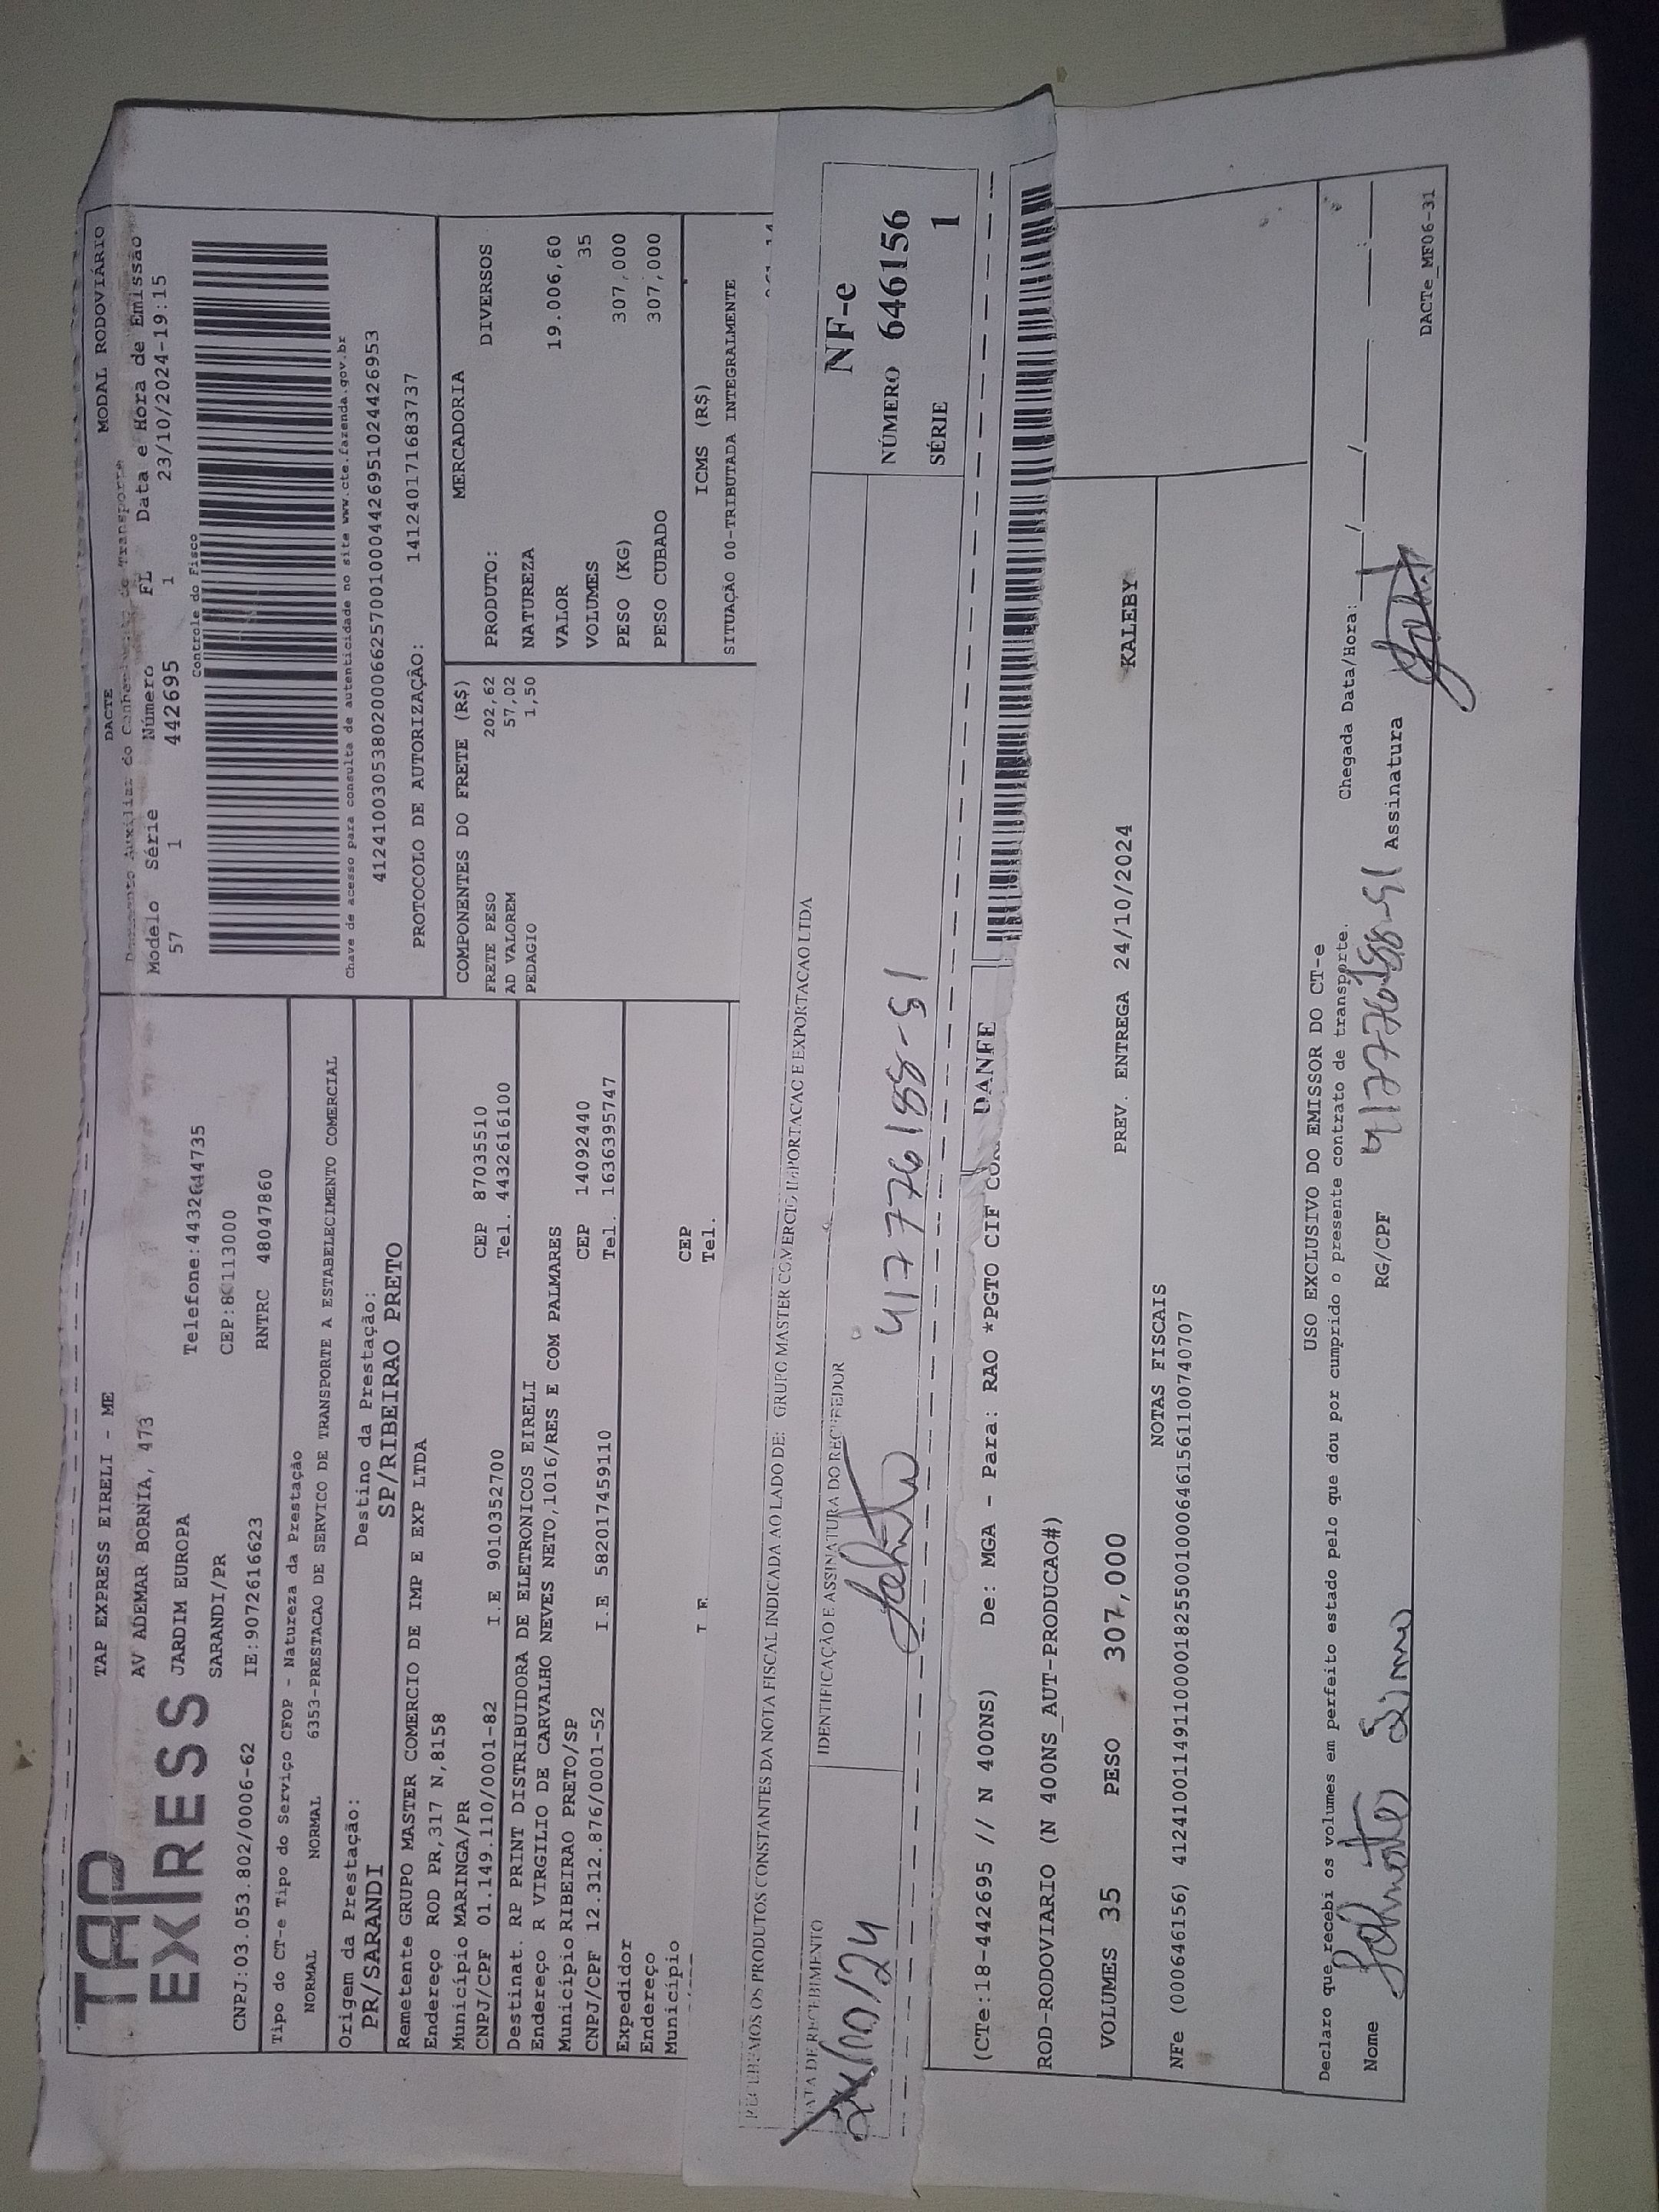 TAP
EXPRESS
TAP EXPRESS EIRELI - ME
AV ADEMAR BORNIA, 473
JARDIM EUROPA
Telefone:4432644735
SARANDI/PR
CNPJ:03.053.802/0006-62 IE:9072616623 RNTRC 48047860
Tipo do CT-e Tipo do Serviço CFOP - Natureza da Prestação
NORMAL NORMAL 6353-PRESTACAO DE SERVICO DE TRANSPORTE A ESTABELECIMENTO COMERCIAL
Origem da Prestação: Destino da Prestação:
PR/SARANDI SP/RIBEIRAO PRETO
Remetente GRUPO MASTER COMERCIO DE IMP E EXP LTDA
Endereço ROD PR,317 N,8158
Município MARINGA/PR CEP 87035510
CNPJ/CPF 01.149.110/0001-82 I.E 9010352700 Tel. 4432616100
Destinat. RP PRINT DISTRIBUIDORA DE ELETRONICOS EIRELI
Endereço R VIRGILIO DE CARVALHO NEVES NETO,1016/RES E COM PALMARES
Município RIBEIRAO PRETO/SP CEP 14092440
CNPJ/CPF 12.312.876/0001-52 I.E 582017459110 Tel. 1636395747
Expedidor
Endereço
Município CEP
Tel.
DACTE MODAL RODOVIÁRIO
Documento Auxiliar do Conhecimento de Transporte
Modelo Série Número FL Data e Hora de Emissão
57 1 442695 1 23/10/2024-19:15
Controle do Fisco
Chave de acesso para consulta de autenticidade no site www.cte.fazenda.gov.br
41241003053802000662570010004426951024426953
PROTOCOLO DE AUTORIZAÇÃO: 141240171683737
COMPONENTES DO FRETE (R$)
FRETE PESO 202,62
AD VALOREM 57,02
PEDAGIO 1,50
MERCADORIA
PRODUTO: DIVERSOS
NATUREZA
VALOR 19.006,60
VOLUMES 35
PESO (KG) 307,000
PESO CUBADO 307,000
ICMS (R$)
SITUAÇÃO 00-TRIBUTADA INTEGRALMENTE
RECEBEMOS OS PRODUTOS CONSTANTES DA NOTA FISCAL INDICADA AO LADO DE: GRUPO MASTER COMERCIO IMPORTACAO E EXPORTACAO LTDA
DATA DE RECEBIMENTO IDENTIFICAÇÃO E ASSINATURA DO RECEBEDOR
24/10/24 417776188-51
NF-e
NÚMERO 646156
SÉRIE 1
DANFE
(CTe:18-442695 // N 400NS) De: MGA - Para: RAO *PGTO CIF
ROD-RODOVIARIO (N 400NS_AUT-PRODUCAO#)
VOLUMES 35 PESO 307,000 PREV. ENTREGA 24/10/2024 KALEBY
NOTAS FISCAIS
NFe (000646156) 41241001149110000182550010006461561100740707
USO EXCLUSIVO DO EMISSOR DO CT-e
Declaro que recebi os volumes em perfeito estado pelo que dou por cumprido o presente contrato de transporte.
Chegada Data/Hora: __/__/__ __:__
Nome RG/CPF Assinatura
DACTe_MF06-31